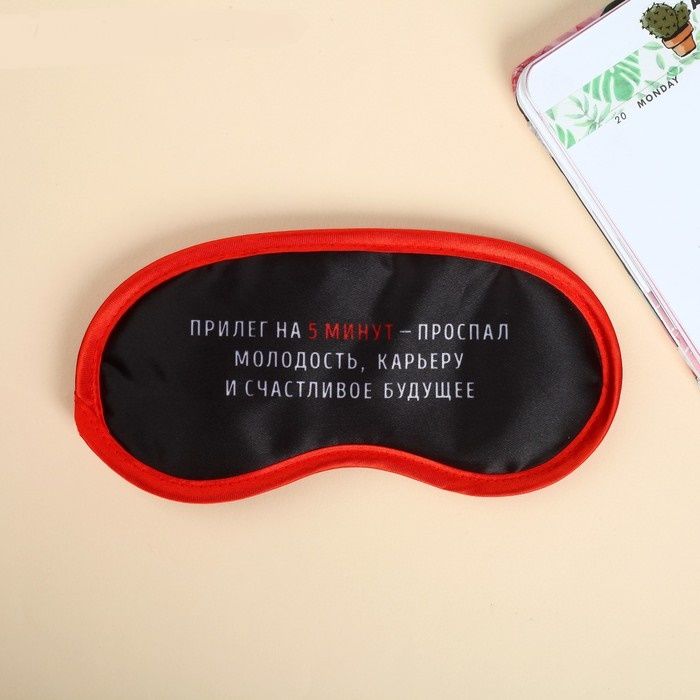 ПРИЛЕГ НА 5 МИНУТ – ПРОСПАЛ
МОЛОДОСТЬ, КАРЬЕРУ
И СЧАСТЛИВОЕ БУДУЩЕЕ
20 MONDAY